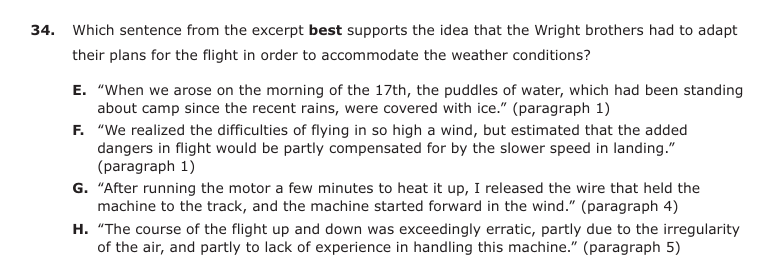 34. Which sentence from the excerpt best supports the idea that the Wright brothers had to adapt
their plans for the flight in order to accommodate the weather conditions?
E. “When we arose on the morning of the 17th, the puddles of water, which had been standing
about camp since the recent rains, were covered with ice.” (paragraph 1)
F. “We realized the difficulties of flying in so high a wind, but estimated that the added
dangers in flight would be partly compensated for by the slower speed in landing.”
(paragraph 1)
G. “After running the motor a few minutes to heat it up, I released the wire that held the
machine to the track, and the machine started forward in the wind.” (paragraph 4)
H. “The course of the flight up and down was exceedingly erratic, partly due to the irregularity
of the air, and partly to lack of experience in handling this machine.” (paragraph 5)